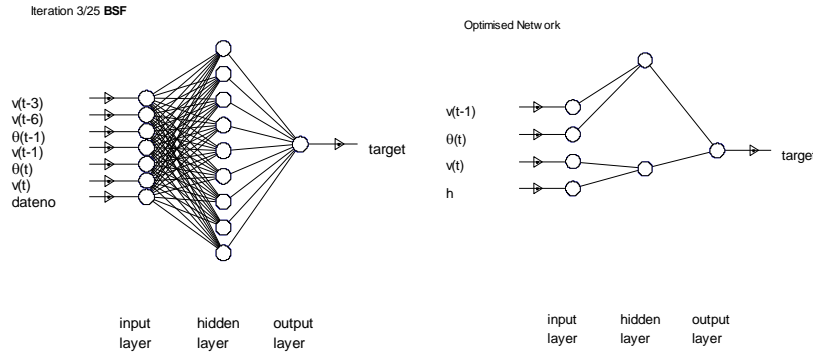 Iteration 3/25 BSF
v(t-3)
v(t-6)
θ(t-1)
v(t-1)
θ(t)
v(t)
dateno
target
input
layer
hidden
layer
output
layer
Optimised Network
v(t-1)
θ(t)
v(t)
h
target
input
layer
hidden
layer
output
layer